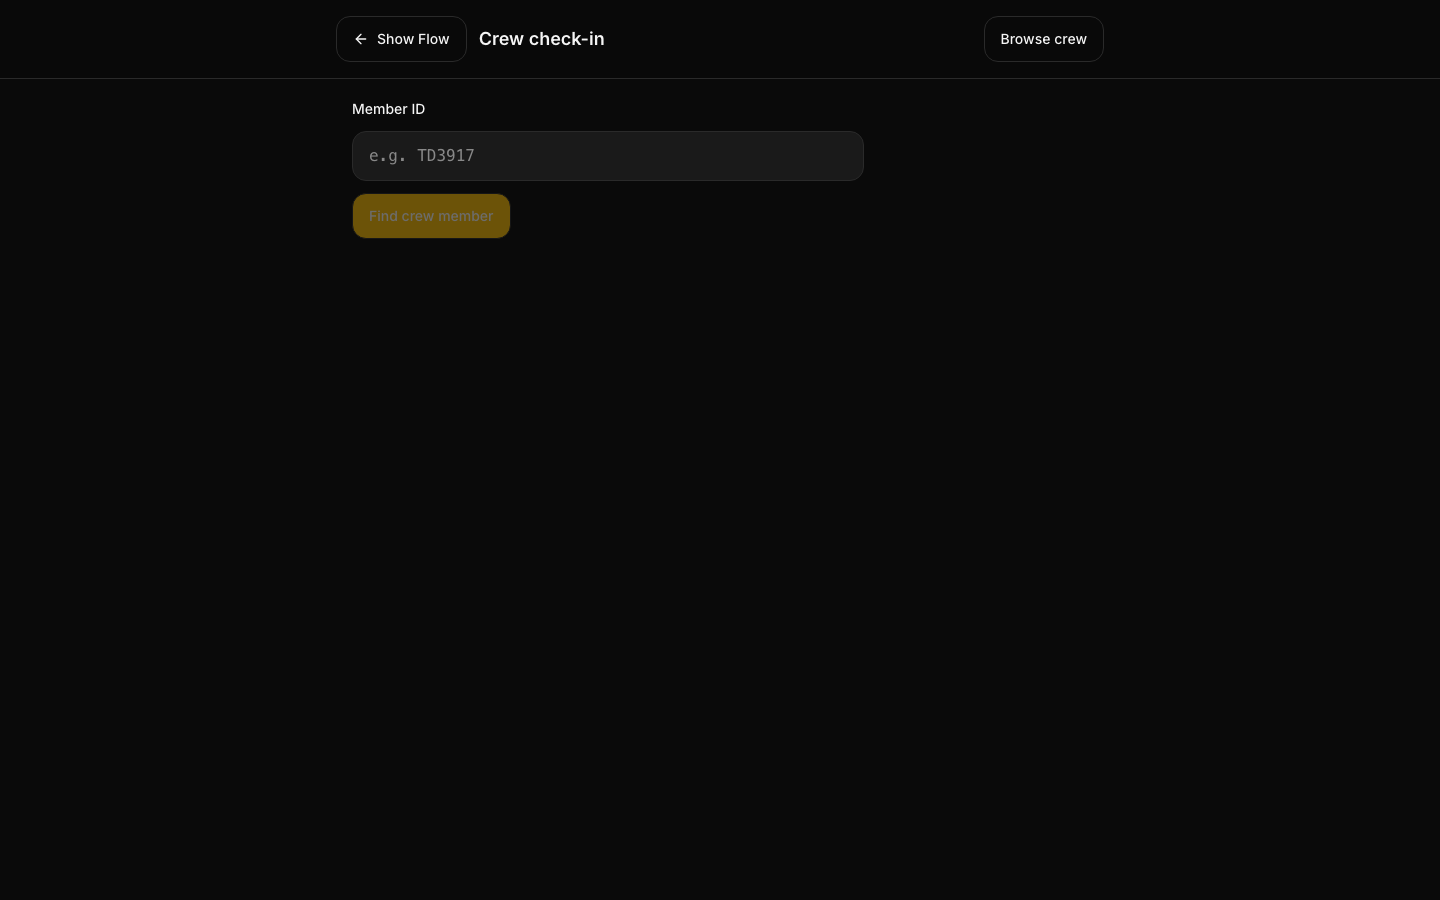 Show Flow
Crew check-in
Browse crew
Member ID
e.g. TD3917
Find crew member